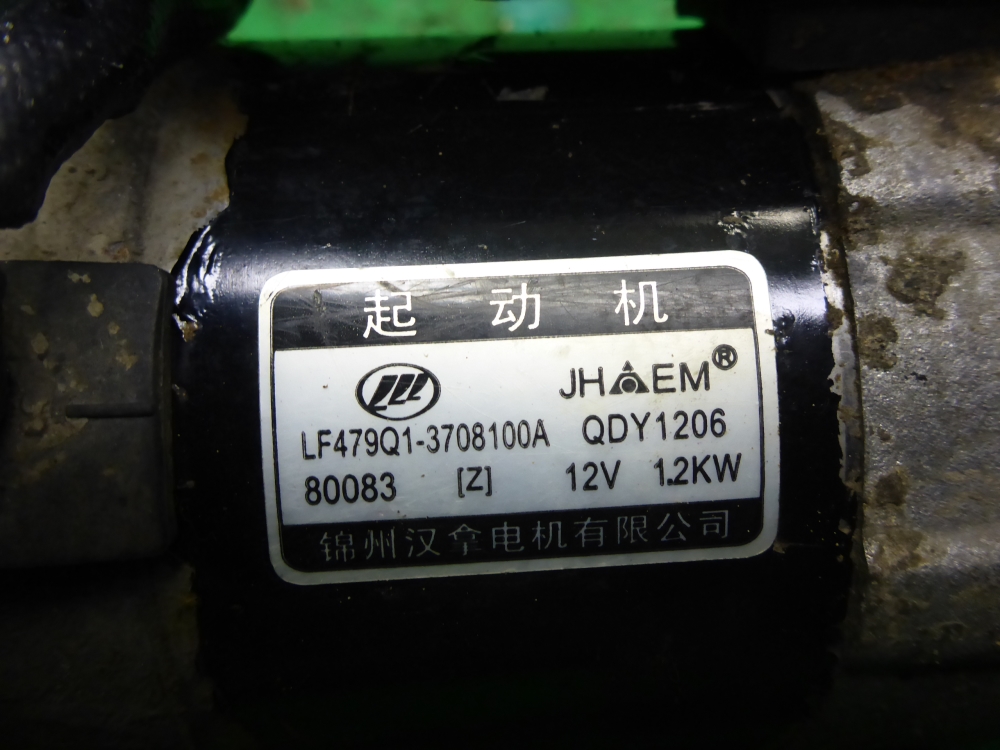 起动机
JHEM®
LF479Q1-3708100A QDY1206
80083 [Z] 12V 1.2KW
锦州汉拿电机有限公司